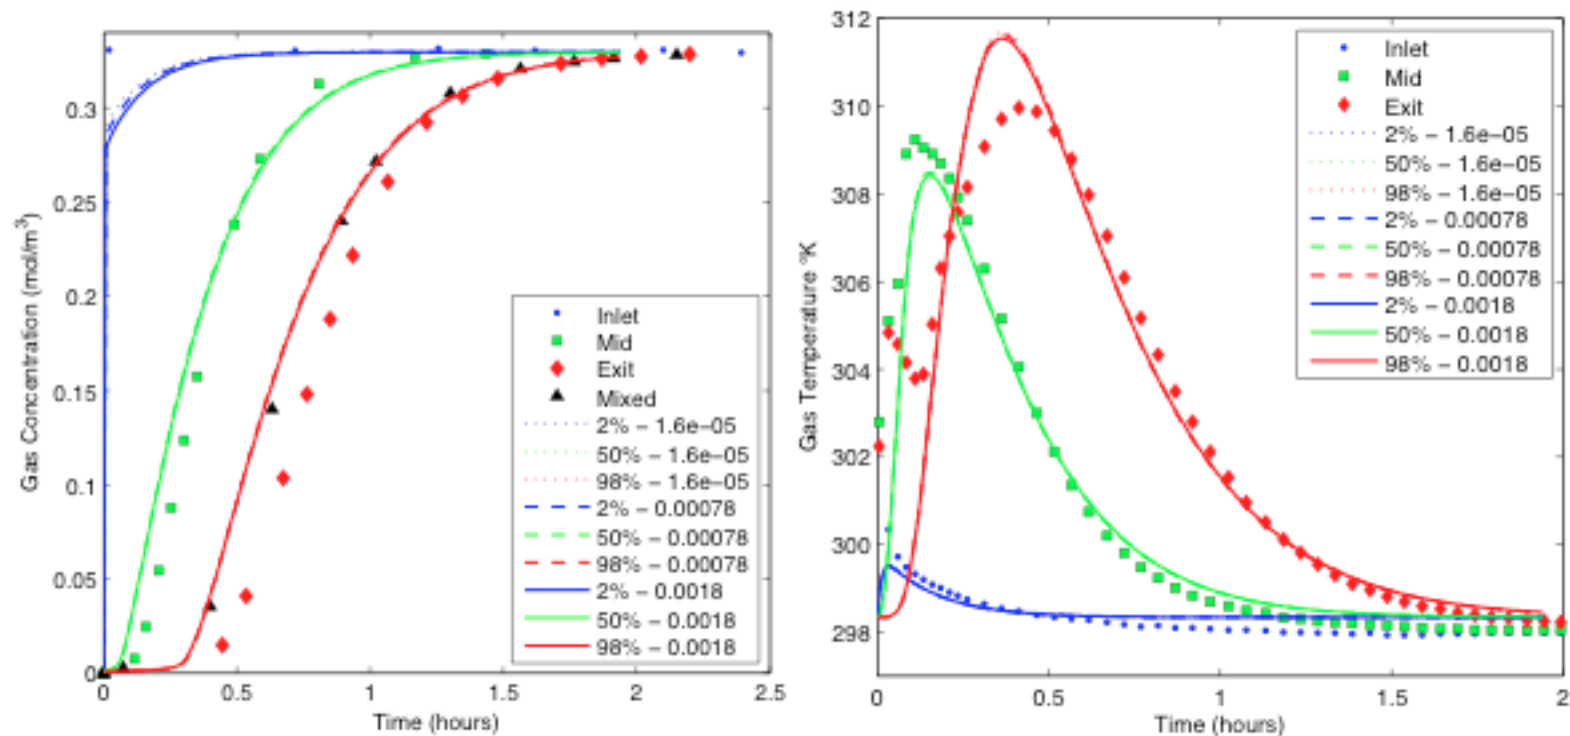 Gas Concentration (mol/m³)
0.3
0.25
0.2
0.15
0.1
0.05
0
0 0.5 1 1.5 2 2.5
Time (hours)
Inlet
Mid
Exit
Mixed
2% − 1.6e−05
50% − 1.6e−05
98% − 1.6e−05
2% − 0.00078
50% − 0.00078
98% − 0.00078
2% − 0.0018
50% − 0.0018
98% − 0.0018
Gas Temperature °K
312
310
308
306
304
302
300
298
0 0.5 1 1.5 2
Time (hours)
Inlet
Mid
Exit
2% − 1.6e−05
50% − 1.6e−05
98% − 1.6e−05
2% − 0.00078
50% − 0.00078
98% − 0.00078
2% − 0.0018
50% − 0.0018
98% − 0.0018